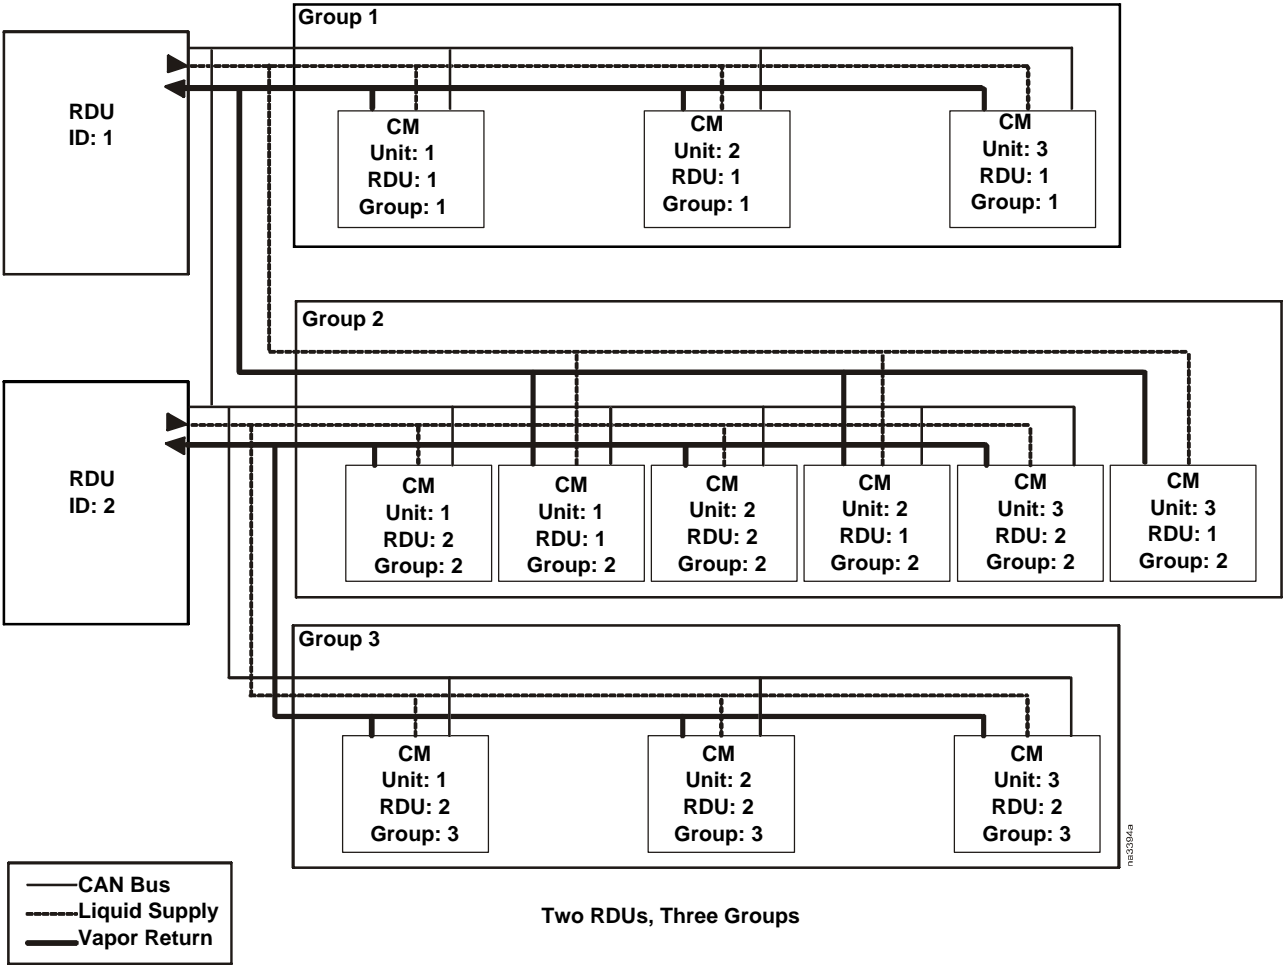 Group 1
RDU
ID: 1
CM
Unit: 1
RDU: 1
Group: 1
CM
Unit: 2
RDU: 1
Group: 1
CM
Unit: 3
RDU: 1
Group: 1
Group 2
RDU
ID: 2
CM
Unit: 1
RDU: 2
Group: 2
CM
Unit: 1
RDU: 1
Group: 2
CM
Unit: 2
RDU: 2
Group: 2
CM
Unit: 2
RDU: 1
Group: 2
CM
Unit: 3
RDU: 2
Group: 2
CM
Unit: 3
RDU: 1
Group: 2
Group 3
CM
Unit: 1
RDU: 2
Group: 3
CM
Unit: 2
RDU: 2
Group: 3
CM
Unit: 3
RDU: 2
Group: 3
na3394a
CAN Bus
Liquid Supply
Vapor Return
Two RDUs, Three Groups